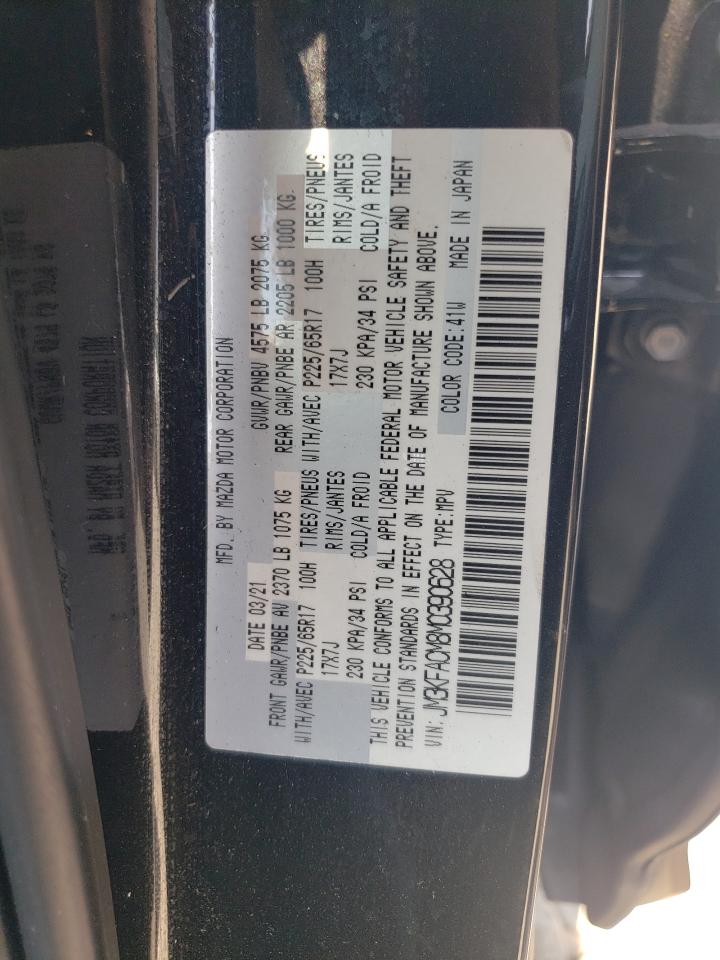 MFD. BY MAZDA MOTOR CORPORATION
DATE 03/21 GVWR/PNBV 4575 LB 2075 KG
FRONT GAWR/PNBE AV 2370 LB 1075 KG REAR GAWR/PNBE AR 2205 LB 1000 KG
WITH/AVEC P225/65R17 100H TIRES/PNEUS WITH/AVEC P225/65R17 100H TIRES/PNEUS
17X7J RIMS/JANTES 17X7J RIMS/JANTES
230 KPA/34 PSI COLD/A FROID 230 KPA/34 PSI COLD/A FROID
THIS VEHICLE CONFORMS TO ALL APPLICABLE FEDERAL MOTOR VEHICLE SAFETY AND THEFT
PREVENTION STANDARDS IN EFFECT ON THE DATE OF MANUFACTURE SHOWN ABOVE.
VIN: JM3KFACM8M0390628 TYPE:MPV COLOR CODE:41W MADE IN JAPAN